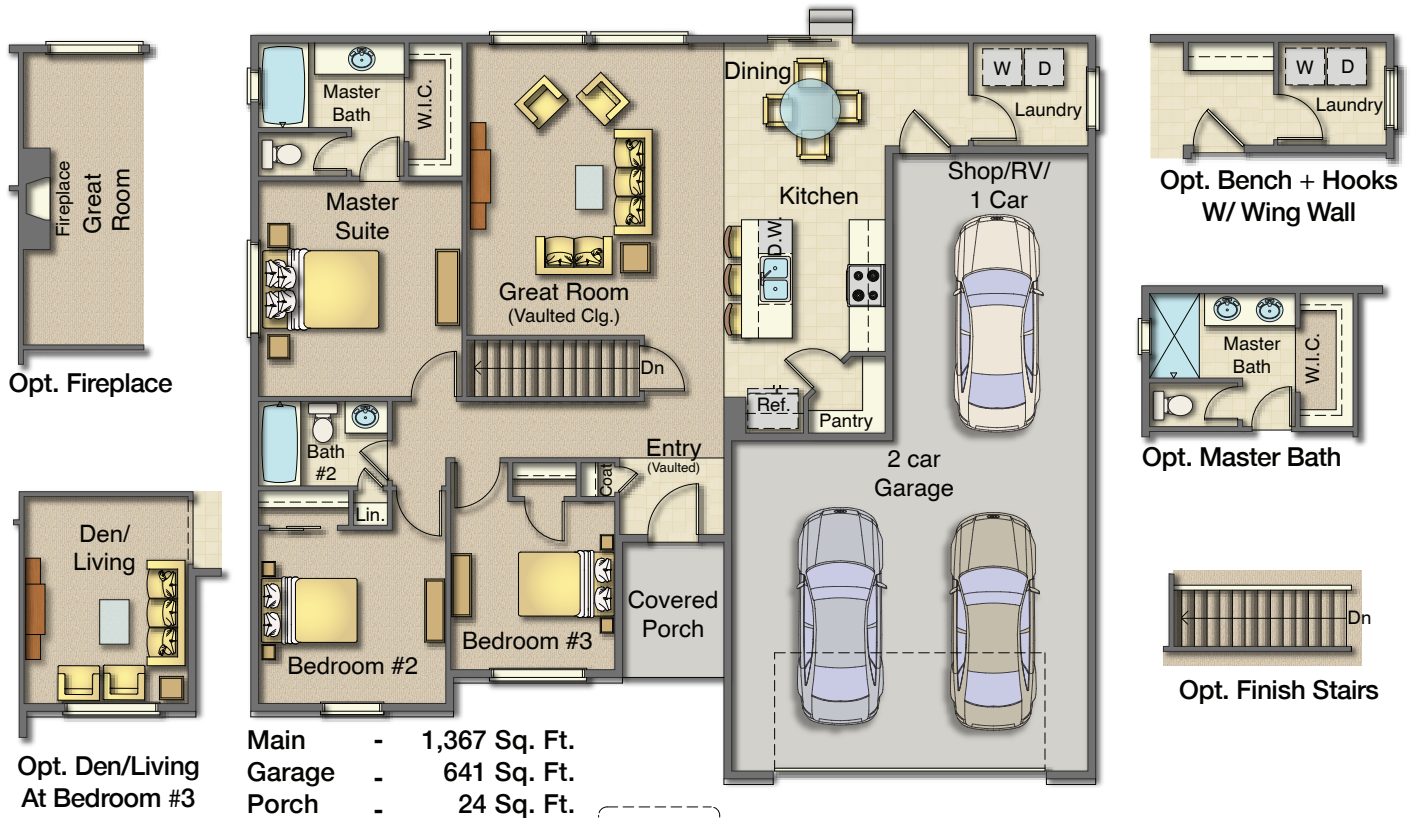 Fireplace
Great
Room
Opt. Fireplace
Den/
Living
Opt. Den/Living
At Bedroom #3
Master
Bath
W.I.C.
Master
Suite
Great Room
(Vaulted Clg.)
Dn
Bath
#2
Lin.
Bedroom #2
Bedroom #3
Coat
Entry
(Vaulted)
Covered
Porch
Dining
Kitchen
D.W.
Ref.
Pantry
W D
Laundry
Shop/RV/
1 Car
2 car
Garage
Main - 1,367 Sq. Ft.
Garage - 641 Sq. Ft.
Porch - 24 Sq. Ft.
W D
Laundry
Opt. Bench + Hooks
W/ Wing Wall
Master
Bath
W.I.C.
Opt. Master Bath
Dn
Opt. Finish Stairs